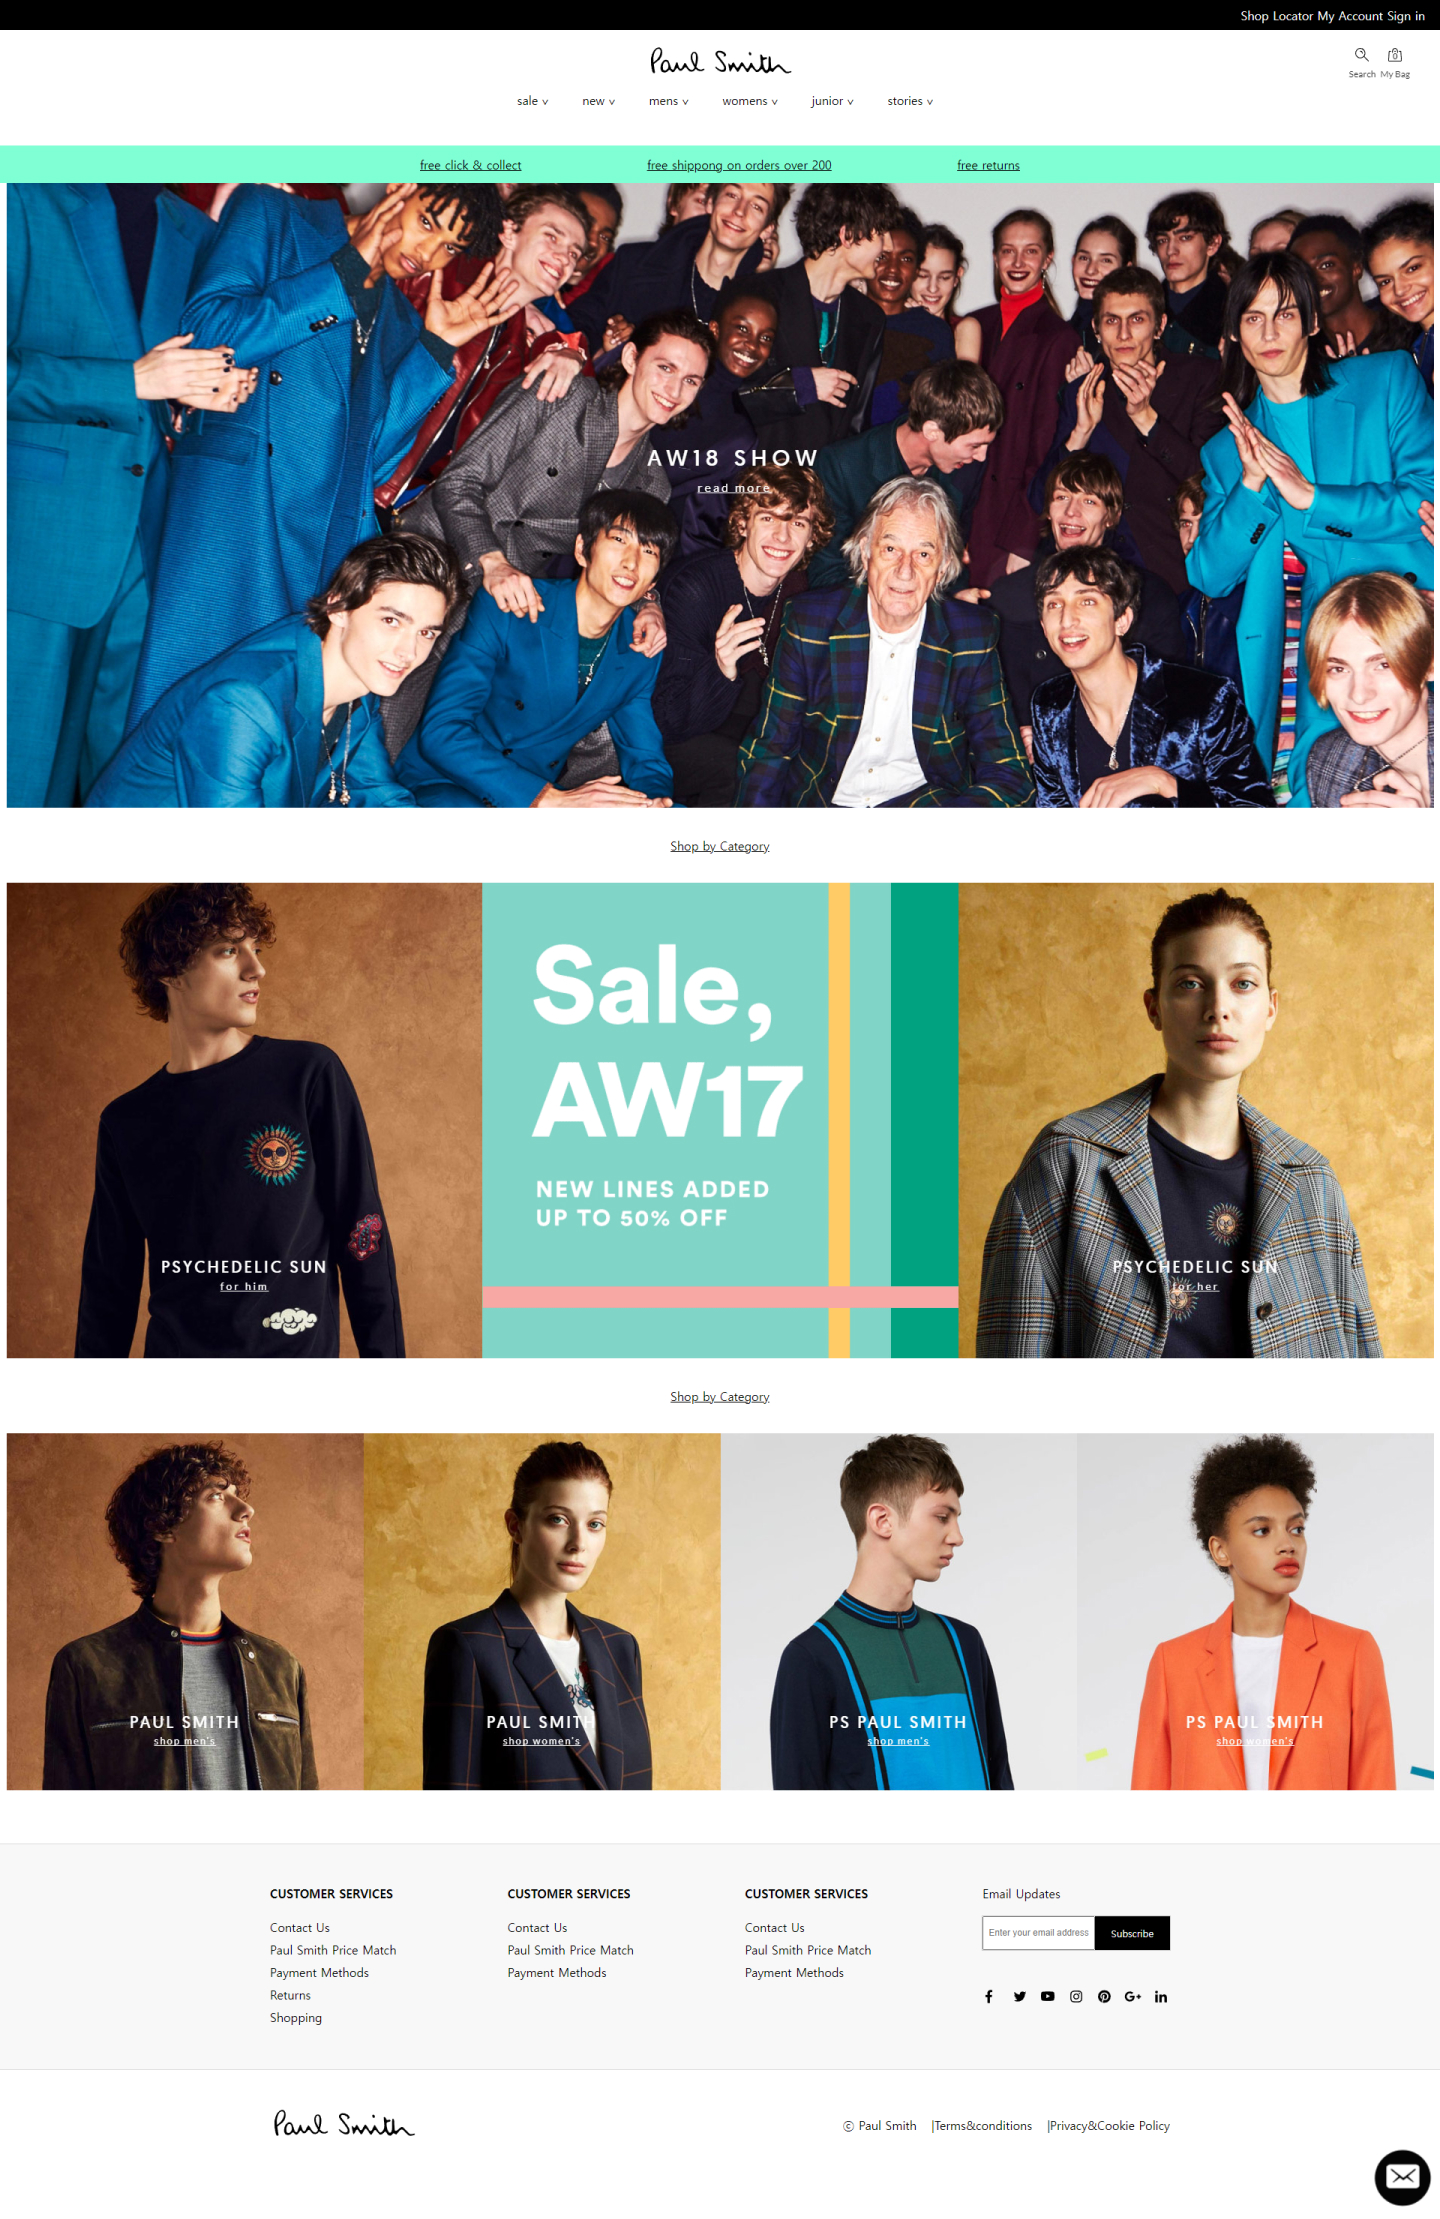 Shop Locator My Account Sign in
Paul Smith
Search My Bag
0
sale v new v mens v womens v junior v stories v
free click & collect free shippong on orders over 200 free returns
AW18 SHOW
read more
Shop by Category
Sale,
AW17
NEW LINES ADDED
UP TO 50% OFF
PSYCHEDELIC SUN
for him
PSYCHEDELIC SUN
for her
Shop by Category
PAUL SMITH
shop men's
PAUL SMITH
shop women's
PS PAUL SMITH
shop men's
PS PAUL SMITH
shop women's
CUSTOMER SERVICES
Contact Us
Paul Smith Price Match
Payment Methods
Returns
Shopping
CUSTOMER SERVICES
Contact Us
Paul Smith Price Match
Payment Methods
CUSTOMER SERVICES
Contact Us
Paul Smith Price Match
Payment Methods
Email Updates
Enter your email address Subscribe
Paul Smith
ⓒ Paul Smith |Terms&conditions |Privacy&Cookie Policy